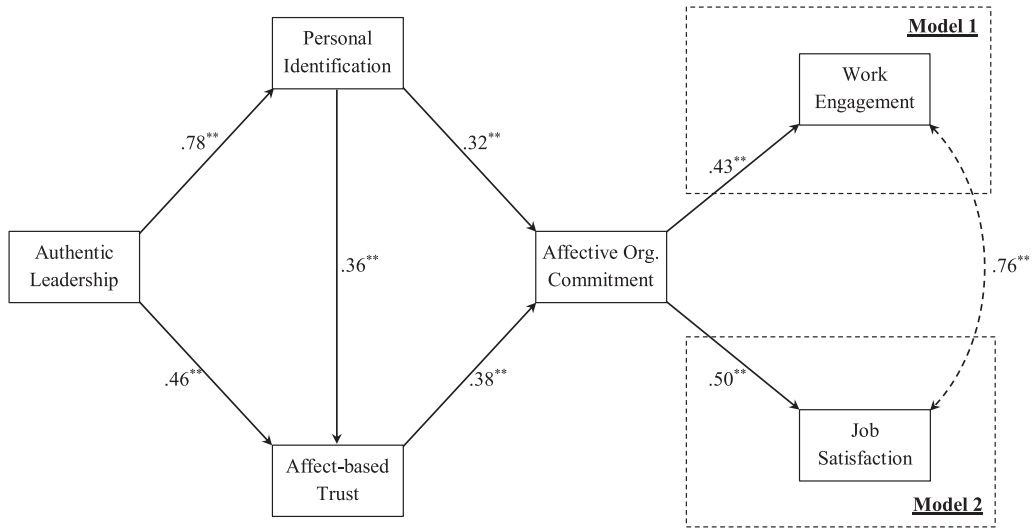 Personal
Identification
Model 1
Work
Engagement
.78**
.32**
.43**
Authentic
Leadership
.36**
Affective Org.
Commitment
.76**
.46**
.38**
.50**
Affect-based
Trust
Job
Satisfaction
Model 2